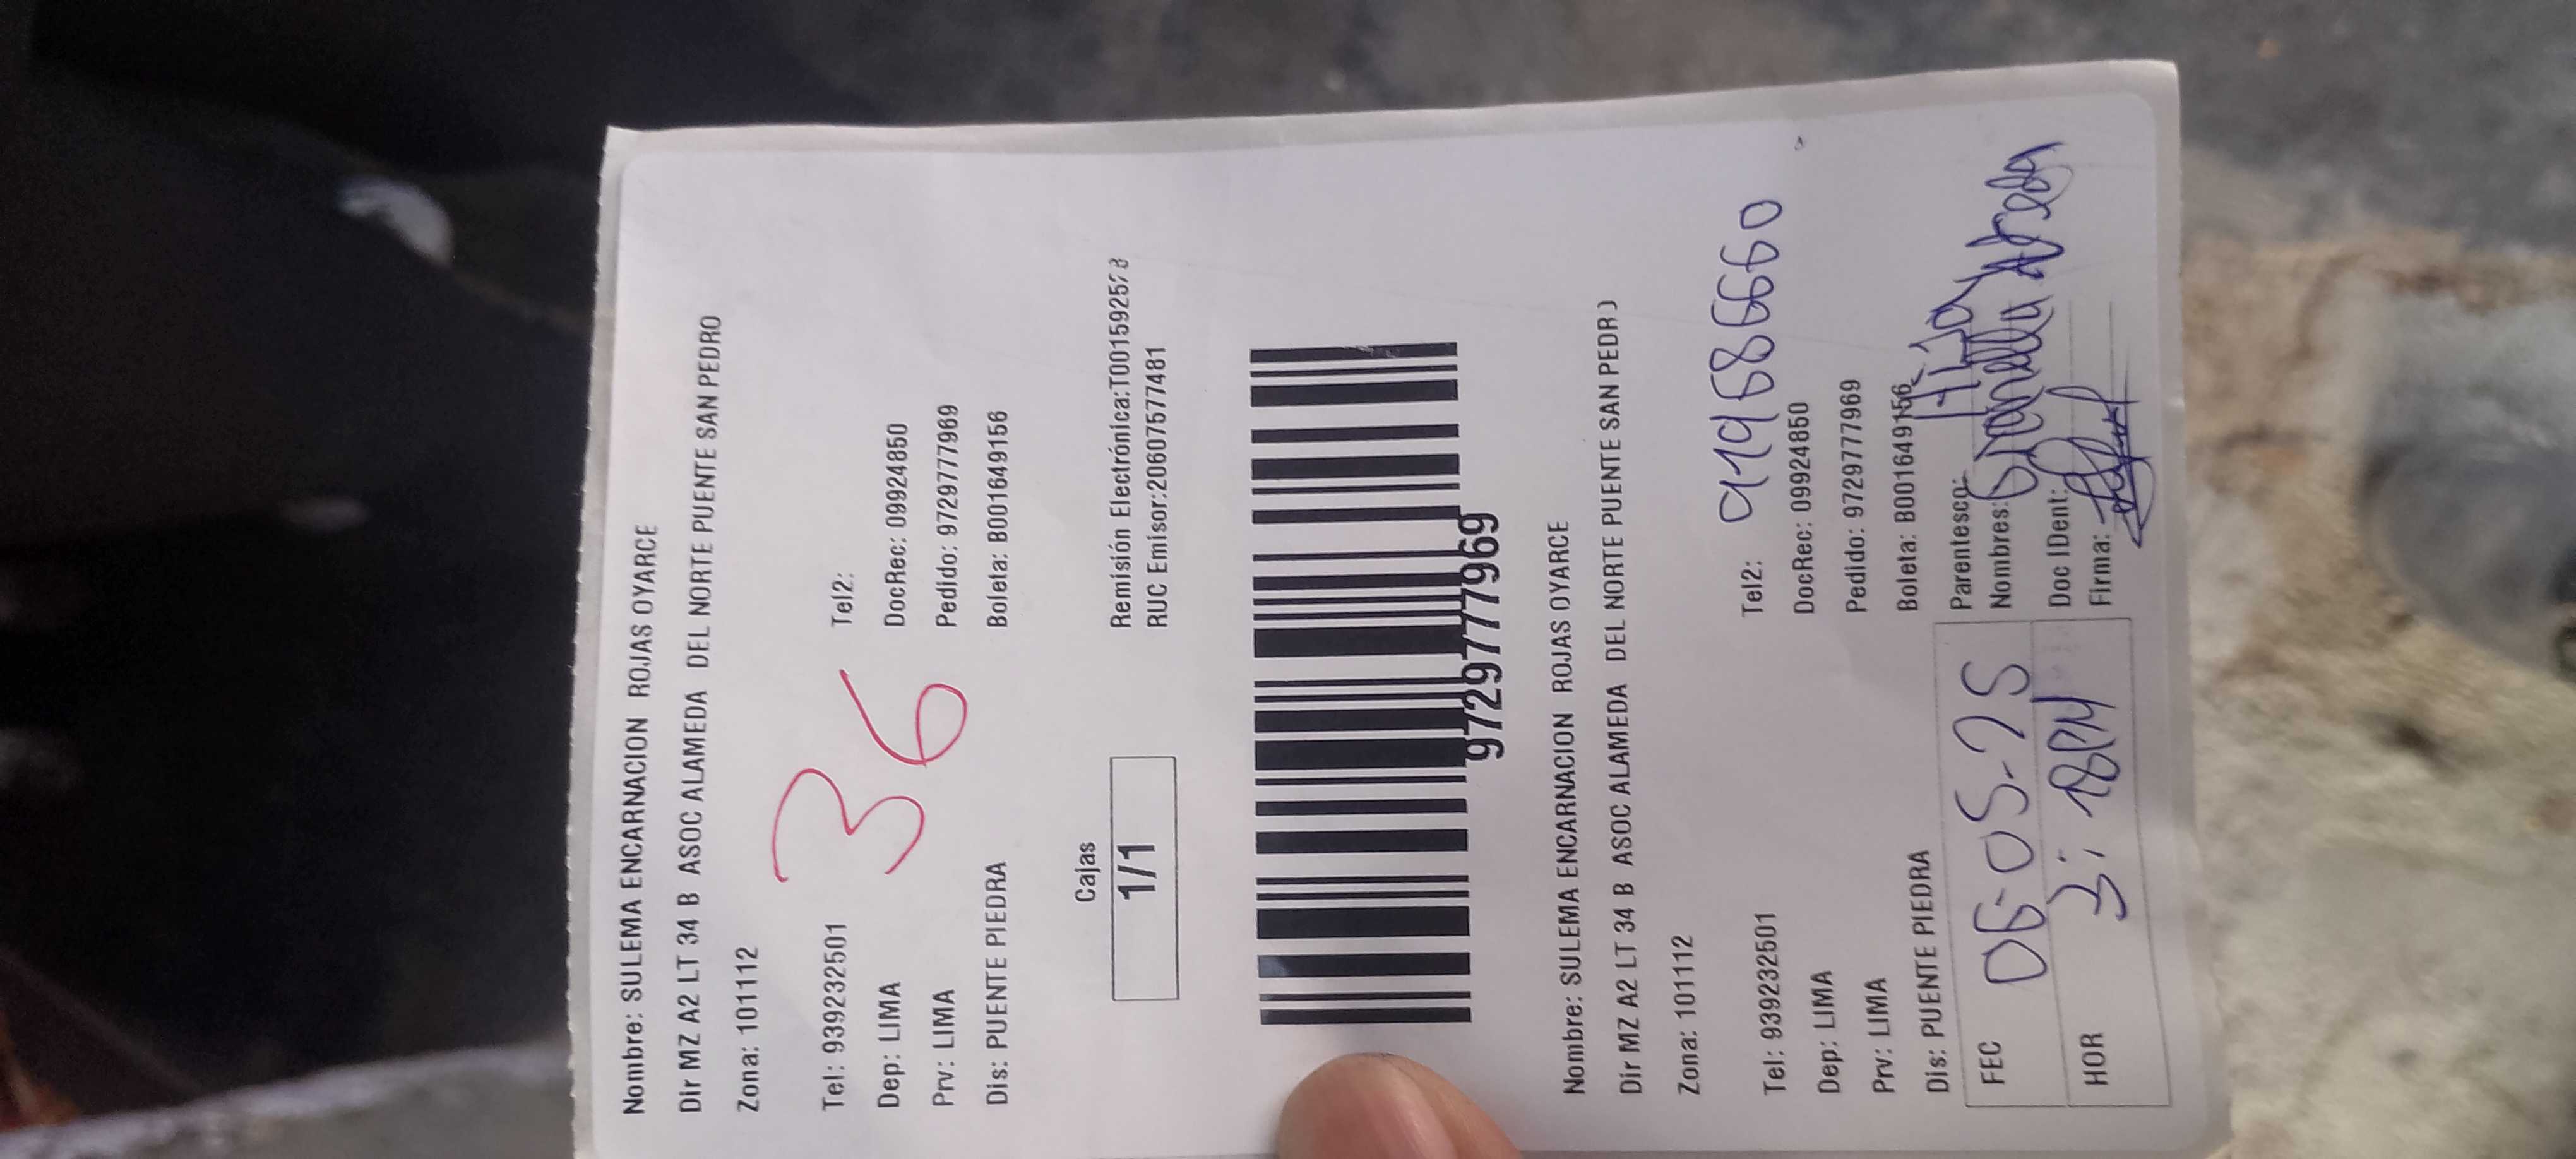 Nombre: SULEMA ENCARNACION ROJAS OYARCE
Dir MZ A2 LT 34 B ASOC ALAMEDA DEL NORTE PUENTE SAN PEDRO
Zona: 101112
Tel: 939232501 Tel2:
36
Dep: LIMA DocRec: 09924850
Prv: LIMA Pedido: 9729777969
Dis: PUENTE PIEDRA Boleta: B001649156
Cajas
1/1
Remisión Electrónica:T001592578
RUC Emisor:20607577481
9729777969
Nombre: SULEMA ENCARNACION ROJAS OYARCE
Dir MZ A2 LT 34 B ASOC ALAMEDA DEL NORTE PUENTE SAN PEDR
Zona: 101112
Tel: 939232501 Tel2: 919686660
Dep: LIMA DocRec: 09924850
Prv: LIMA Pedido: 9729777969
Dis: PUENTE PIEDRA Boleta: B001649156
FEC 06-05-25 Parentesco: Hija
Nombres:
HOR 3:18PM Doc IDent:
Firma: